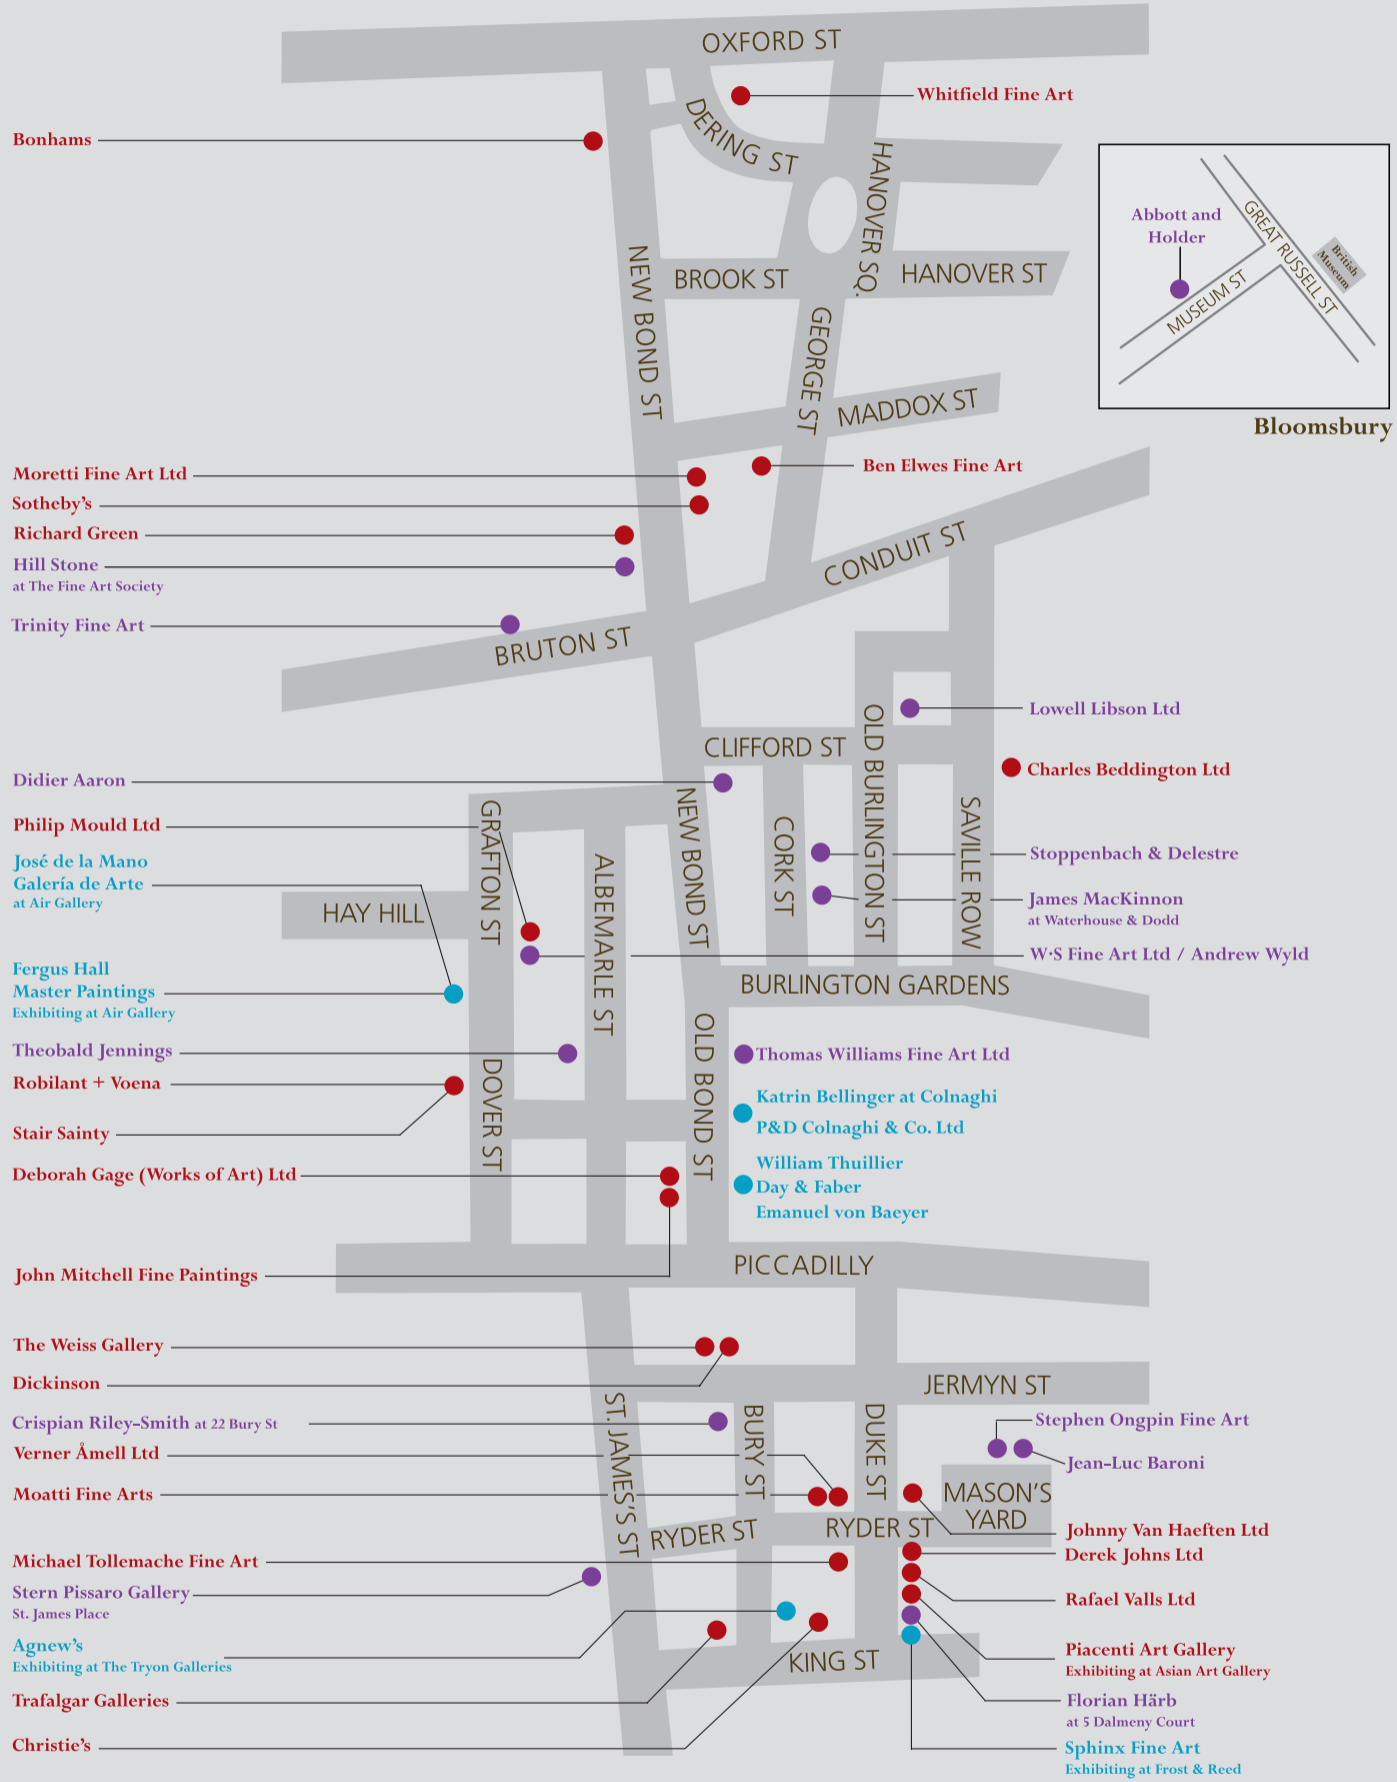 OXFORD ST
Whitfield Fine Art
DERING ST
Bonhams
HANOVER SQ.
Abbott and
Holder
GREAT RUSSELL ST
British
Museum
MUSEUM ST
Bloomsbury
NEW BOND ST
BROOK ST
HANOVER ST
GEORGE ST
MADDOX ST
Moretti Fine Art Ltd
Ben Elwes Fine Art
Sotheby's
Richard Green
CONDUIT ST
Hill Stone
at The Fine Art Society
Trinity Fine Art
BRUTON ST
Lowell Libson Ltd
OLD BURLINGTON ST
CLIFFORD ST
Charles Beddington Ltd
Didier Aaron
NEW BOND ST
GRAFTON ST
SAVILLE ROW
CORK ST
Philip Mould Ltd
ALBEMARLE ST
Stoppenbach & Delestre
José de la Mano
Galería de Arte
at Air Gallery
James MacKinnon
at Waterhouse & Dodd
HAY HILL
W·S Fine Art Ltd / Andrew Wyld
Fergus Hall
Master Paintings
Exhibiting at Air Gallery
BURLINGTON GARDENS
OLD BOND ST
Theobald Jennings
Thomas Williams Fine Art Ltd
DOVER ST
Robilant + Voena
Katrin Bellinger at Colnaghi
P&D Colnaghi & Co. Ltd
Stair Sainty
Deborah Gage (Works of Art) Ltd
William Thuillier
Day & Faber
Emanuel von Baeyer
PICCADILLY
John Mitchell Fine Paintings
The Weiss Gallery
Dickinson
JERMYN ST
ST. JAMES'S ST
BURY ST
DUKE ST
Crispian Riley-Smith at 22 Bury St
Stephen Ongpin Fine Art
Verner Åmell Ltd
Jean-Luc Baroni
Moatti Fine Arts
MASON'S
YARD
RYDER ST
RYDER ST
Johnny Van Haeften Ltd
Derek Johns Ltd
Michael Tollemache Fine Art
Stern Pissaro Gallery
St. James Place
Rafael Valls Ltd
Agnew's
Exhibiting at The Tryon Galleries
KING ST
Piacenti Art Gallery
Exhibiting at Asian Art Gallery
Trafalgar Galleries
Florian Härb
at 5 Dalmeny Court
Christie's
Sphinx Fine Art
Exhibiting at Frost & Reed